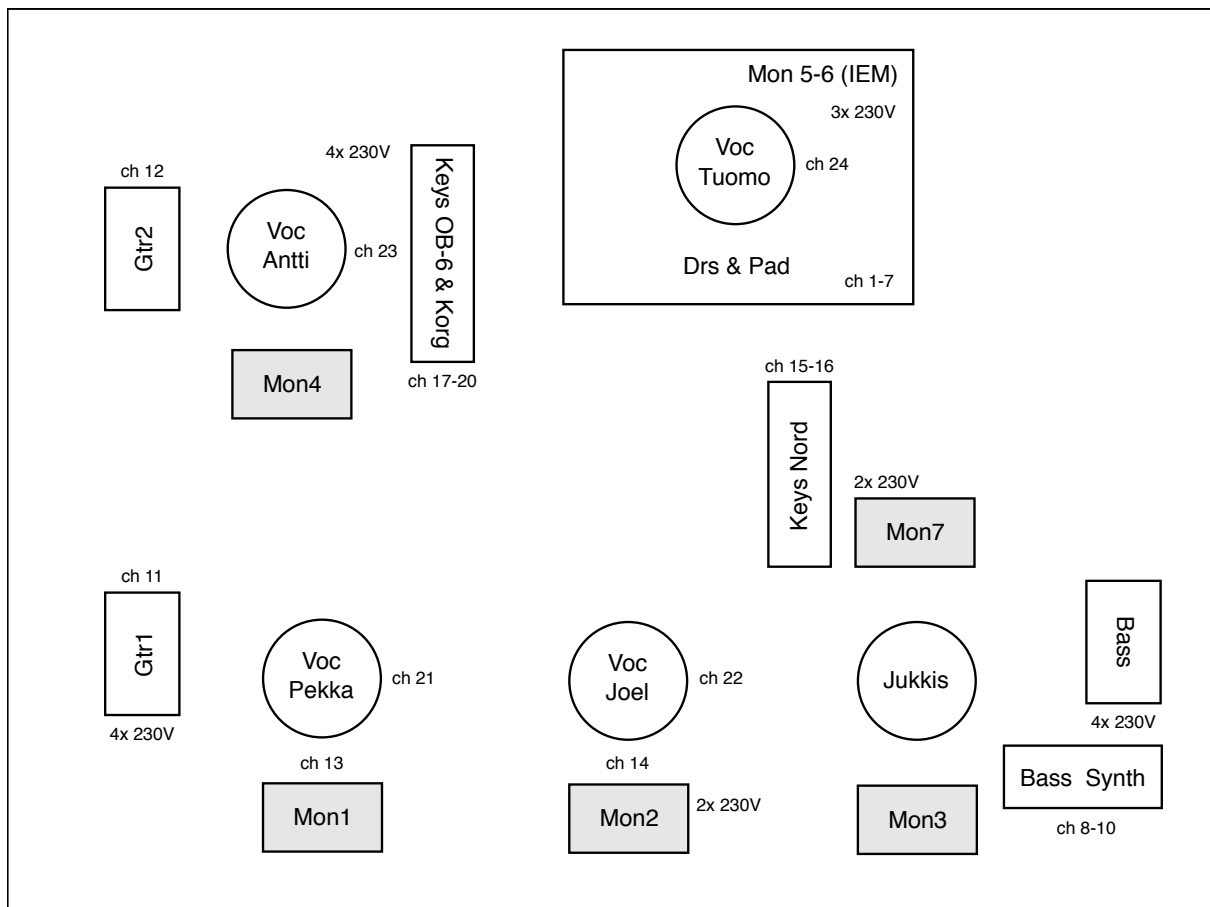 Mon 5-6 (IEM)
3x 230V
Voc
Tuomo
ch 24
Drs & Pad
ch 1-7
4x 230V
Keys OB-6 & Korg
ch 17-20
ch 12
Gtr2
Voc
Antti
ch 23
Mon4
ch 15-16
Keys Nord
2x 230V
Mon7
ch 11
Gtr1
4x 230V
Voc
Pekka
ch 21
ch 13
Mon1
Voc
Joel
ch 22
ch 14
Mon2
2x 230V
Jukkis
Mon3
Bass
4x 230V
Bass Synth
ch 8-10